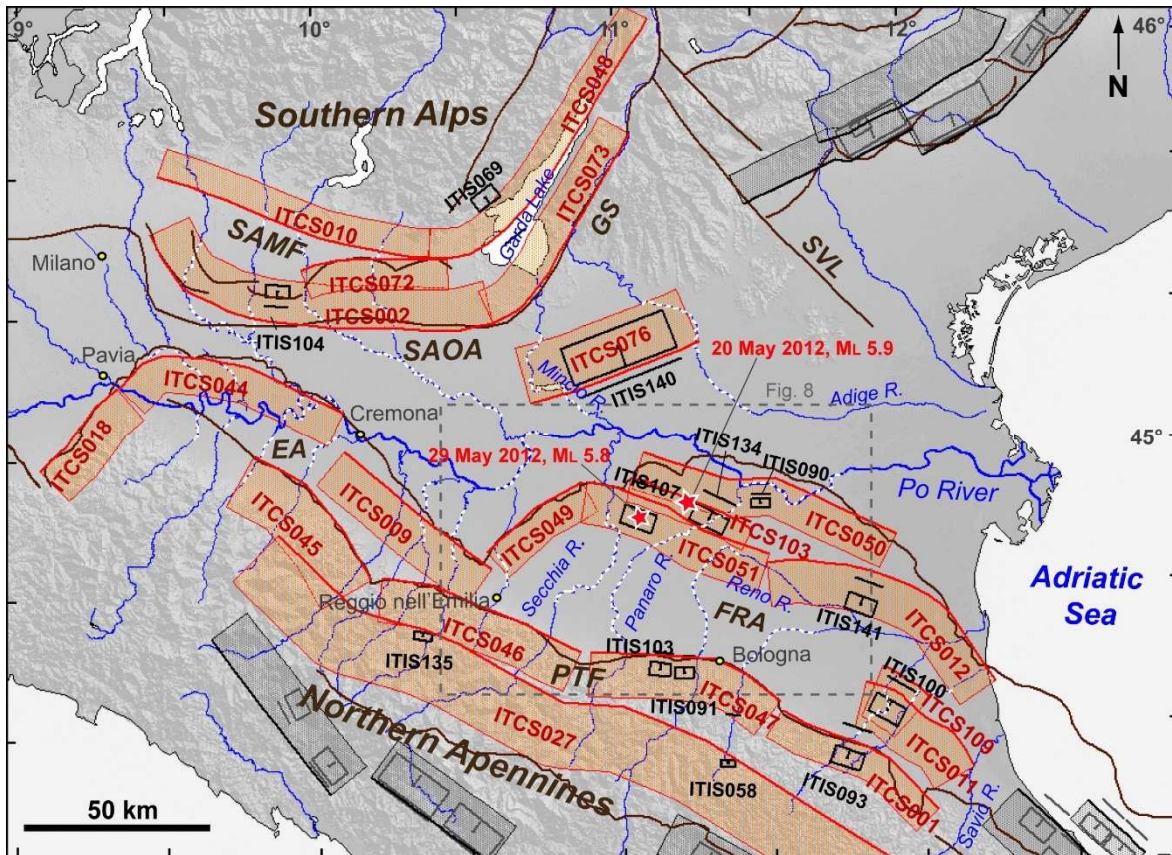 9°
10°
11°
12°
46°
N
Southern Alps
ITCS048
ITIS069
ITCS073
Garda Lake
GS
ITCS010
SAMF
SVL
Milano
ITCS072
ITCS002
ITIS104
SAOA
ITCS076
20 May 2012, ML 5.9
Pavia
ITCS044
Mincio R.
ITIS140
Fig. 8
Adige R.
Cremona
45°
ITCS018
EA
29 May 2012, ML 5.8
ITIS134
ITIS090
ITIS107
Po River
ITCS009
ITCS049
ITCS103
ITCS050
ITCS045
ITCS051
Secchia R.
Panaro R.
Reno R.
Adriatic
Sea
Reggio nell'Emilia
FRA
ITIS141
ITCS012
ITCS046
ITIS103
Bologna
ITIS135
PTF
ITIS100
ITIS091
ITCS047
ITCS109
Northern Apennines
ITCS027
ITCS011
ITIS058
ITIS093
ITCS001
Savio R.
50 km